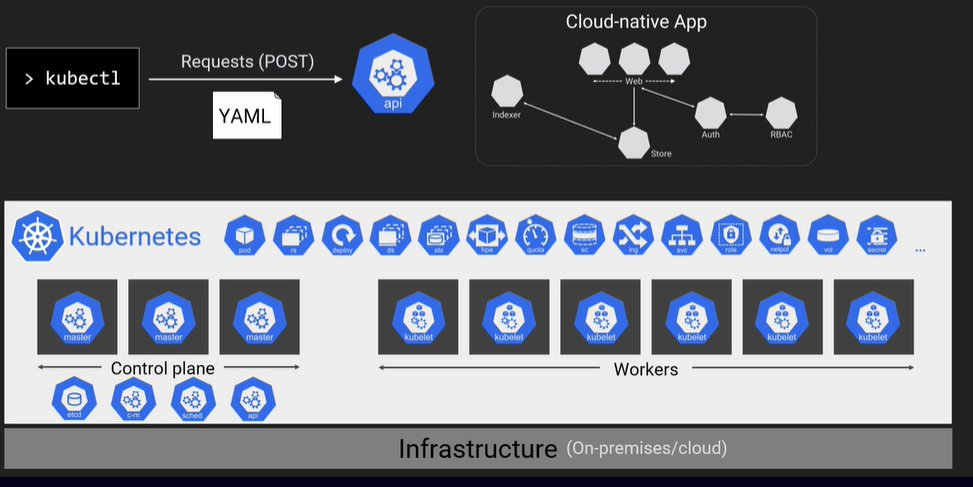 > kubectl
Requests (POST)
YAML
api
Cloud-native App
Web
Indexer
Auth
RBAC
Store
Kubernetes
pod
rs
deploy
ds
sts
hpa
quota
sc
ing
svc
role
netpol
vol
secret
...
master
master
master
kubelet
kubelet
kubelet
kubelet
kubelet
kubelet
Control plane
Workers
etcd
c-m
sched.
api
Infrastructure (On-premises/cloud)